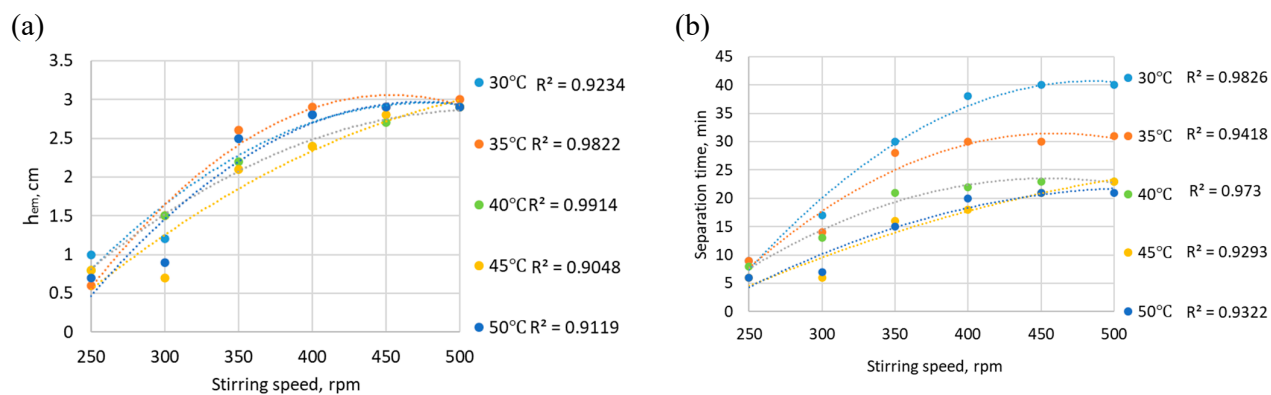 (a)
3.5
3
2.5
2
1.5
1
0.5
0
hem, cm
250 300 350 400 450 500
Stirring speed, rpm
30℃ R² = 0.9234
35℃ R² = 0.9822
40℃ R² = 0.9914
45℃ R² = 0.9048
50℃ R² = 0.9119
(b)
45
40
35
30
25
20
15
10
5
0
Separation time, min
250 300 350 400 450 500
Stirring speed, rpm
30℃ R² = 0.9826
35℃ R² = 0.9418
40℃ R² = 0.973
45℃ R² = 0.9293
50℃ R² = 0.9322